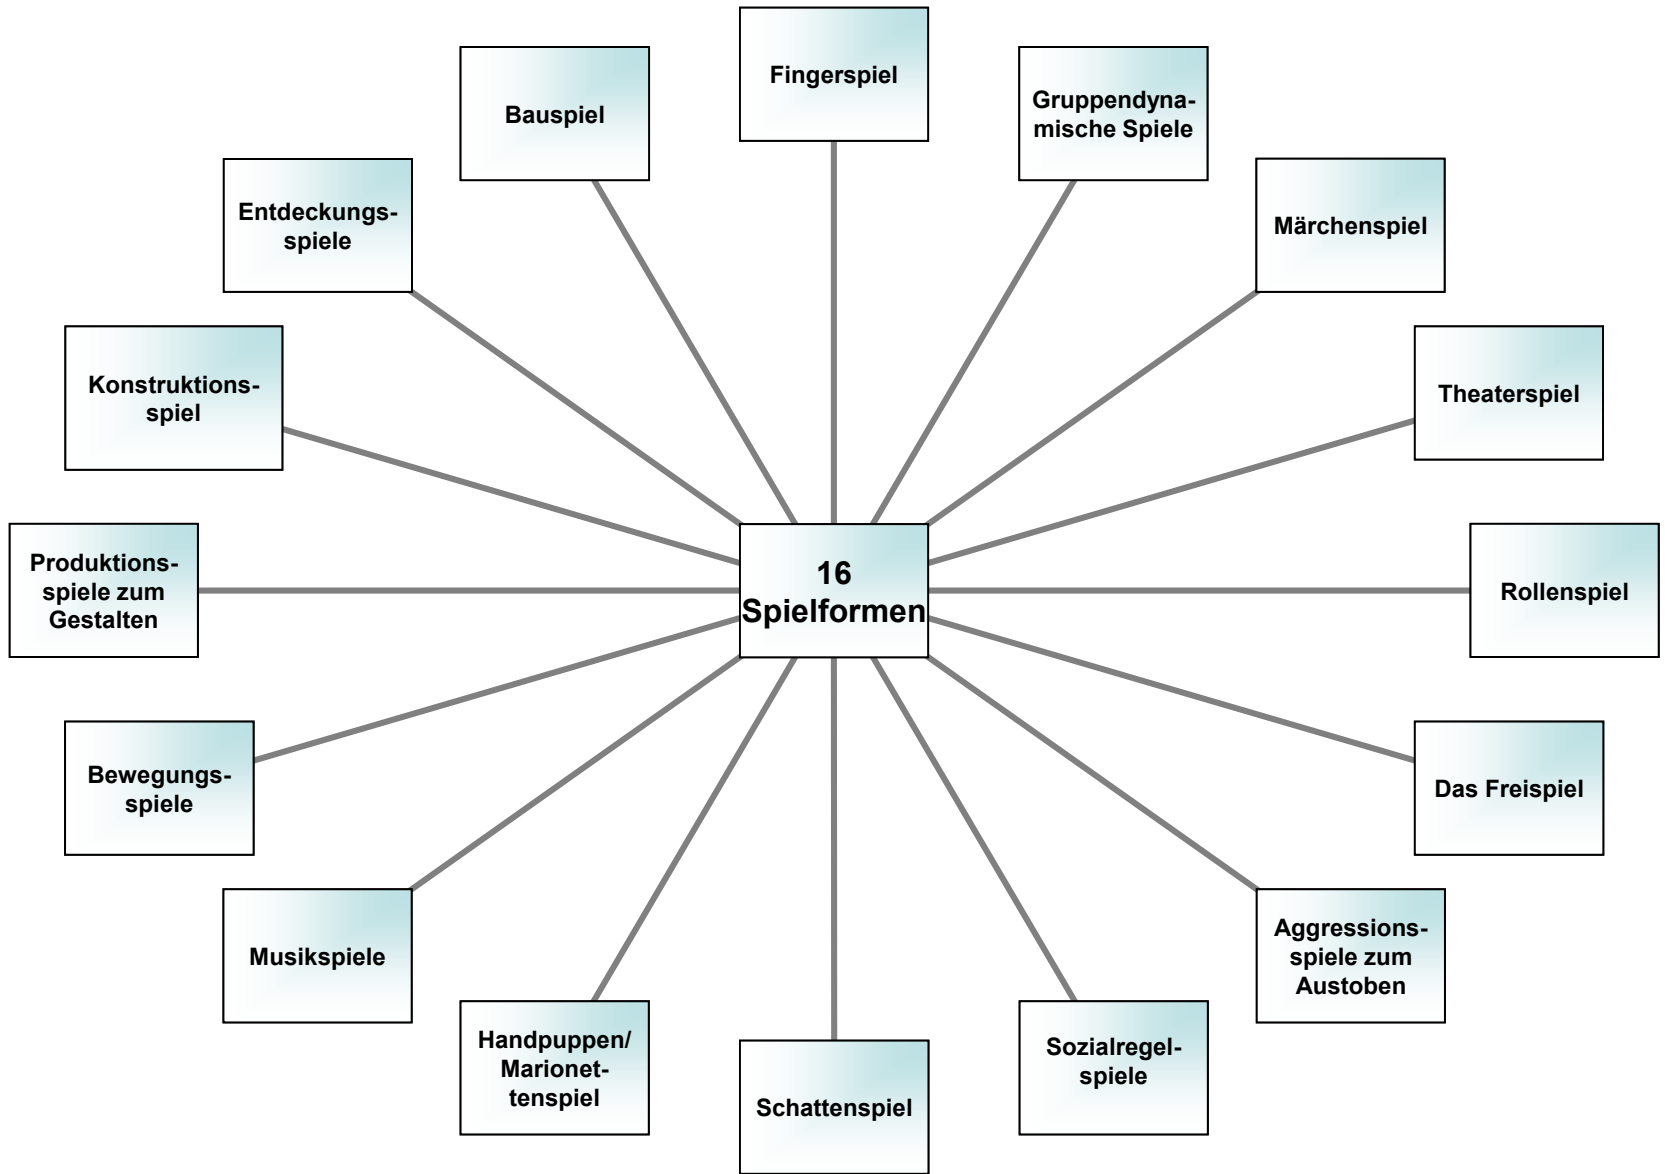 Fingerspiel
Gruppendyna-
mische Spiele
Märchenspiel
Theaterspiel
Rollenspiel
Das Freispiel
Aggressions-
spiele zum
Austoben
Sozialregel-
spiele
Schattenspiel
Handpuppen/
Marionet-
tenspiel
Musikspiele
Bewegungs-
spiele
Produktions-
spiele zum
Gestalten
Konstruktions-
spiel
Entdeckungs-
spiele
Bauspiel
16
Spielformen